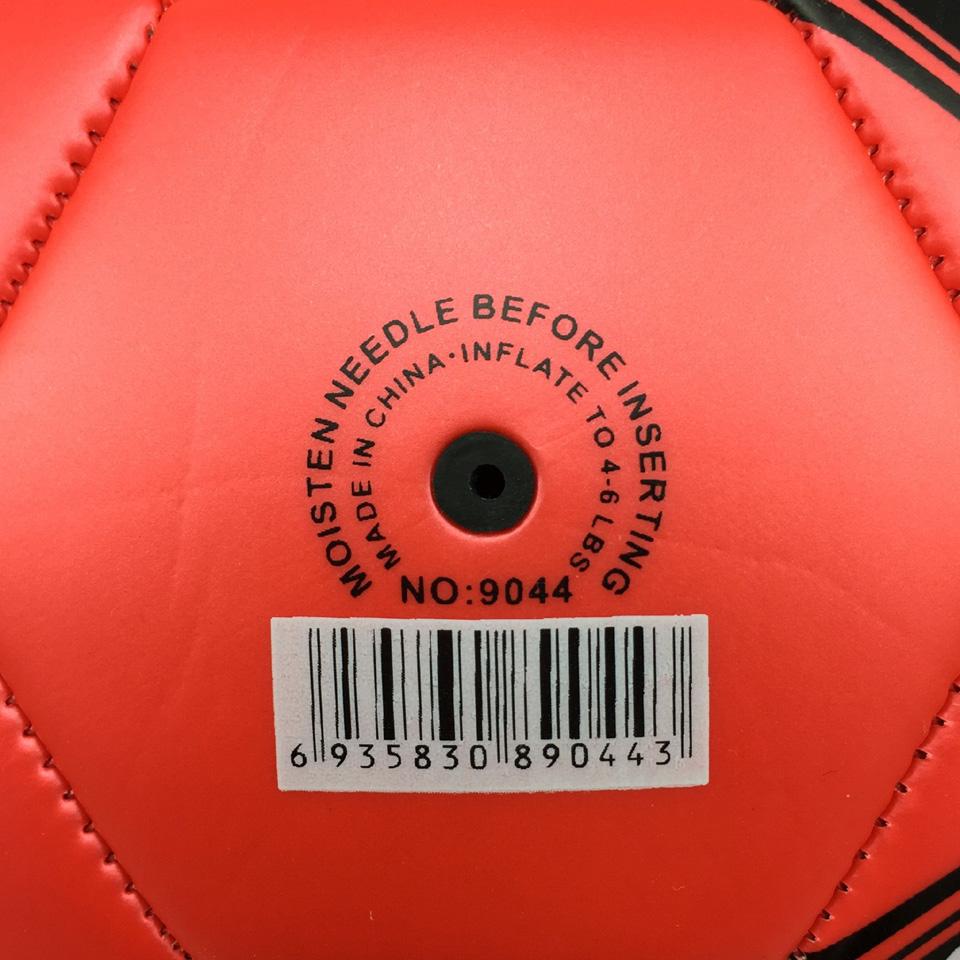 MOISTEN NEEDLE BEFORE INSERTING
MADE IN CHINA·INFLATE TO 4-6 LBS
NO:9044
6 935830 890443